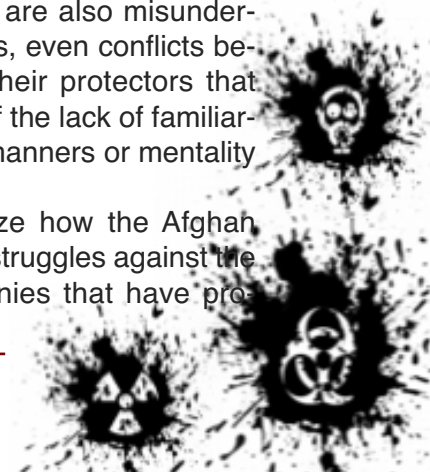 are also misunder-
s, even conflicts be-
heir protectors that
f the lack of familiar-
manners or mentality
ze how the Afghan
struggles against the
nies that have pro-